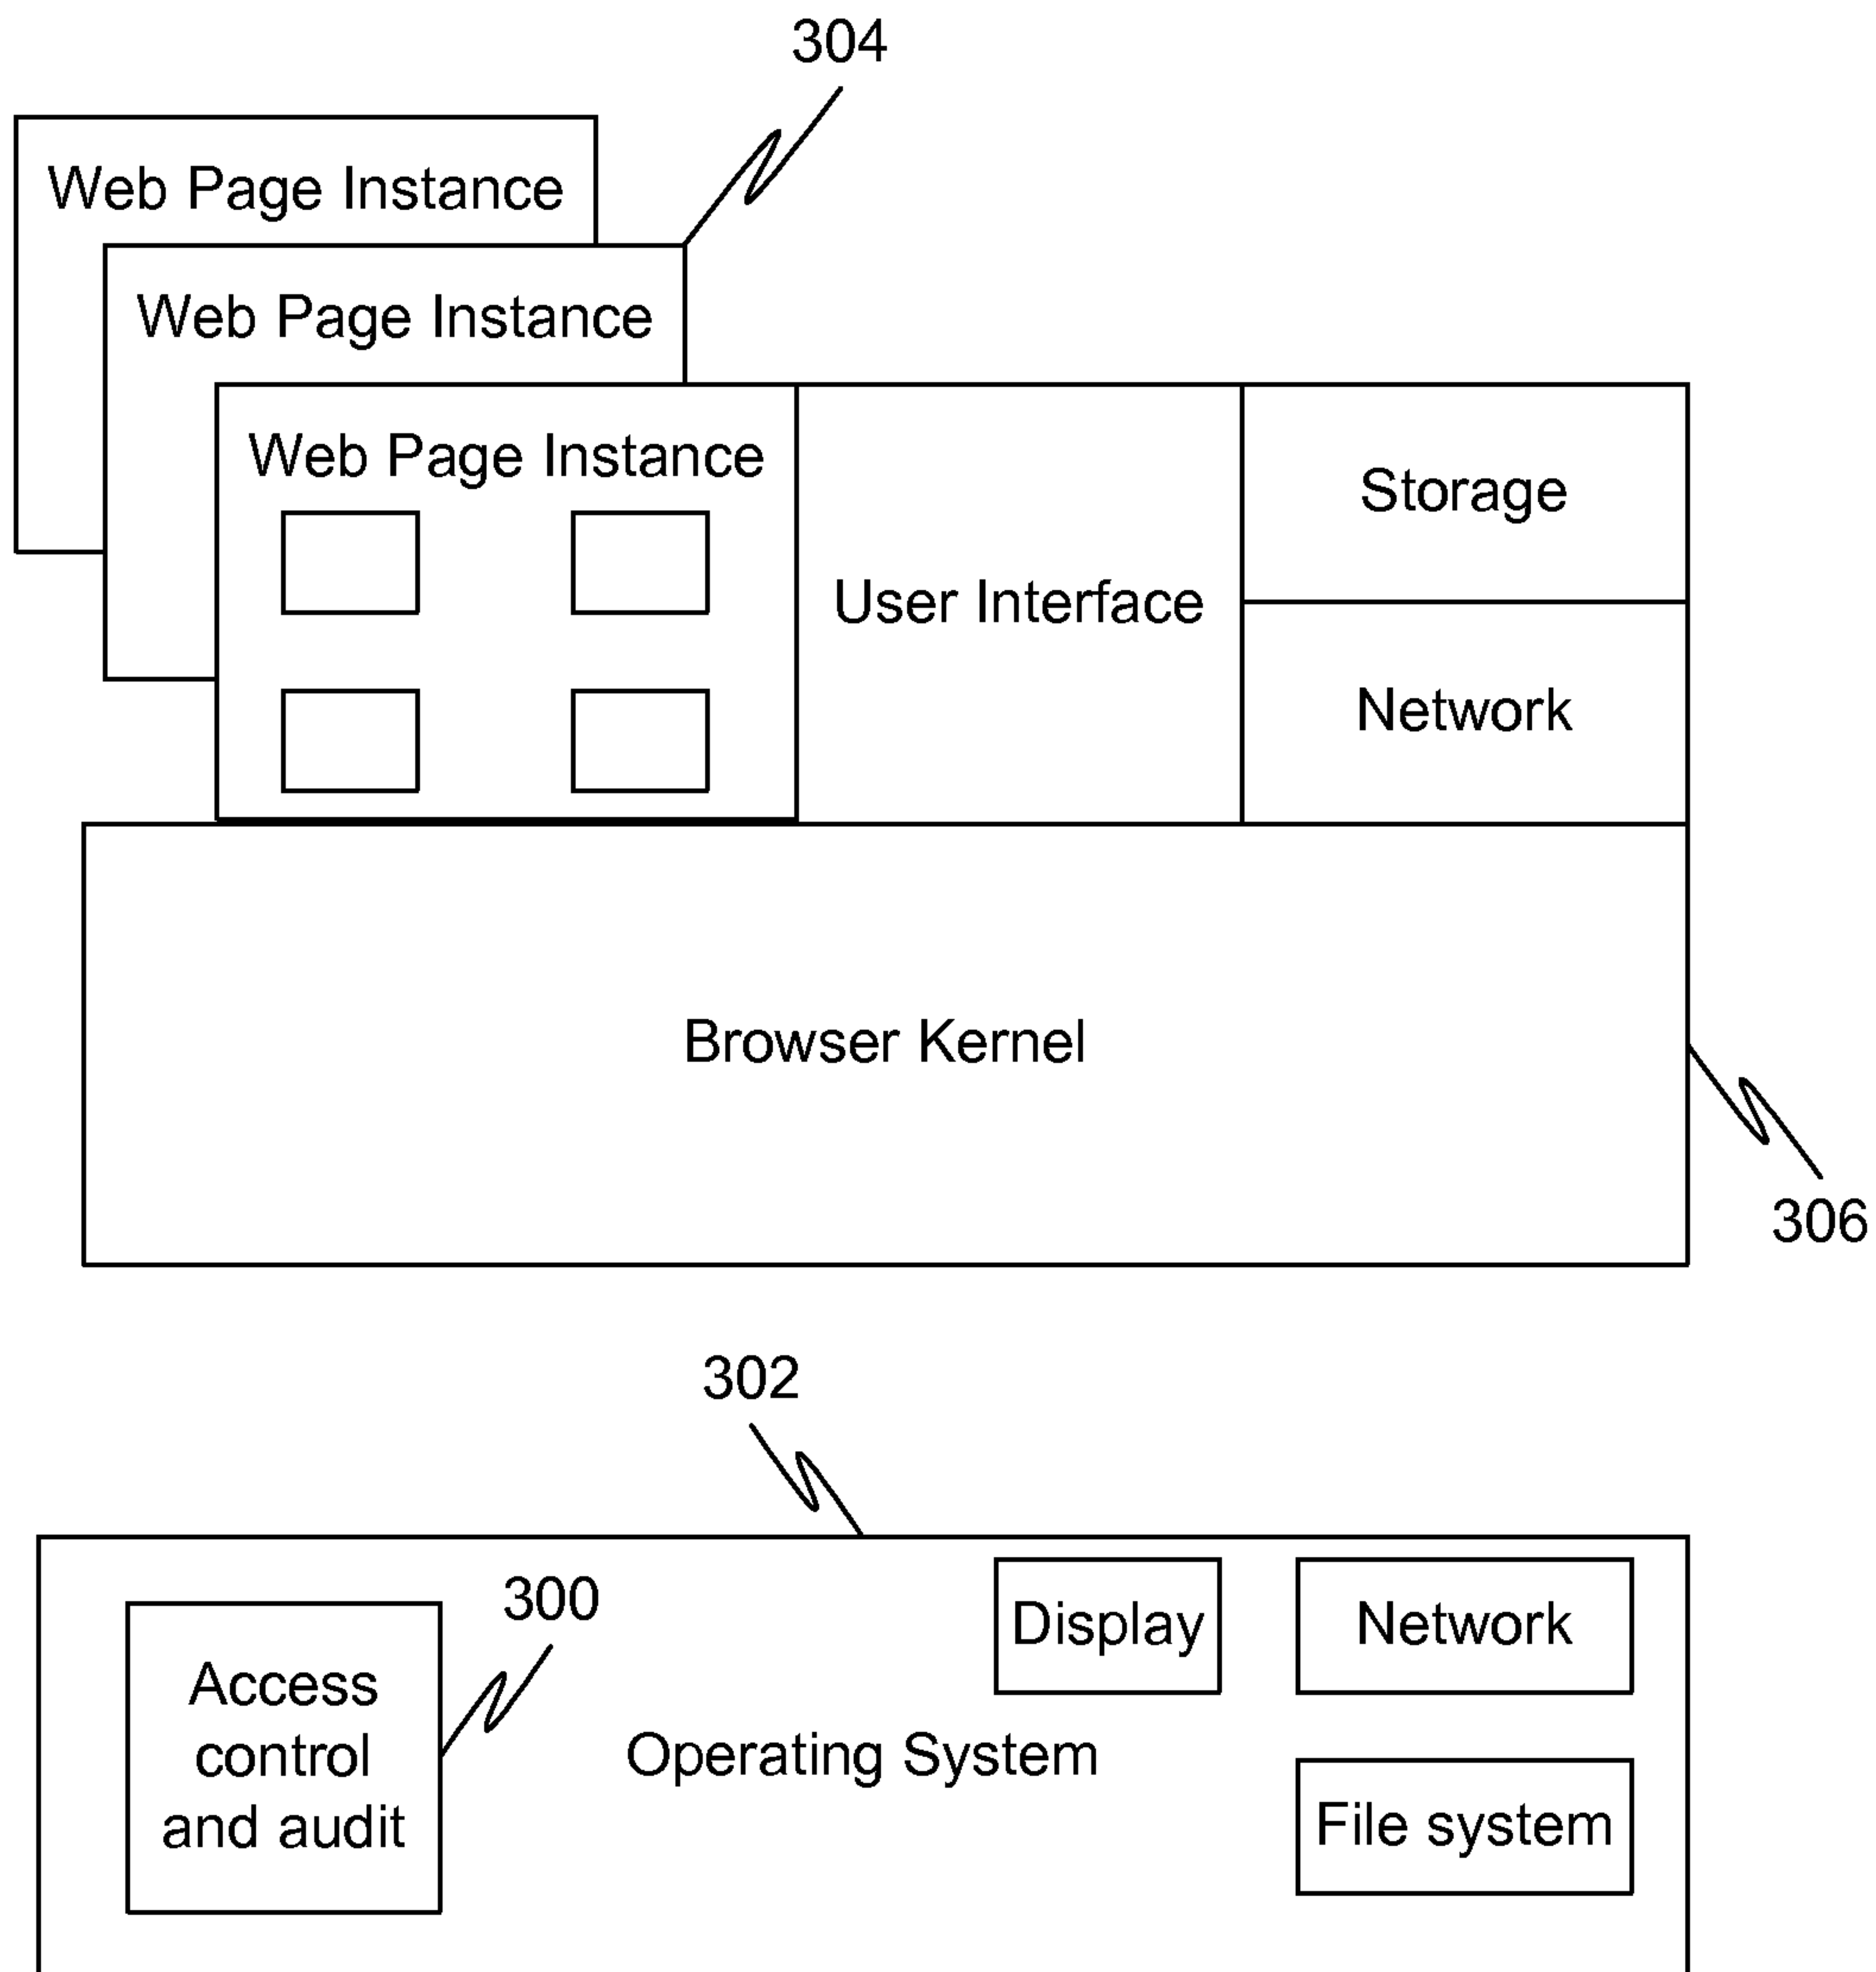 304
Web Page Instance
Web Page Instance
Web Page Instance
Storage
User Interface
Network
Browser Kernel
306
302
300
Display
Network
Access
control
and audit
Operating System
File system